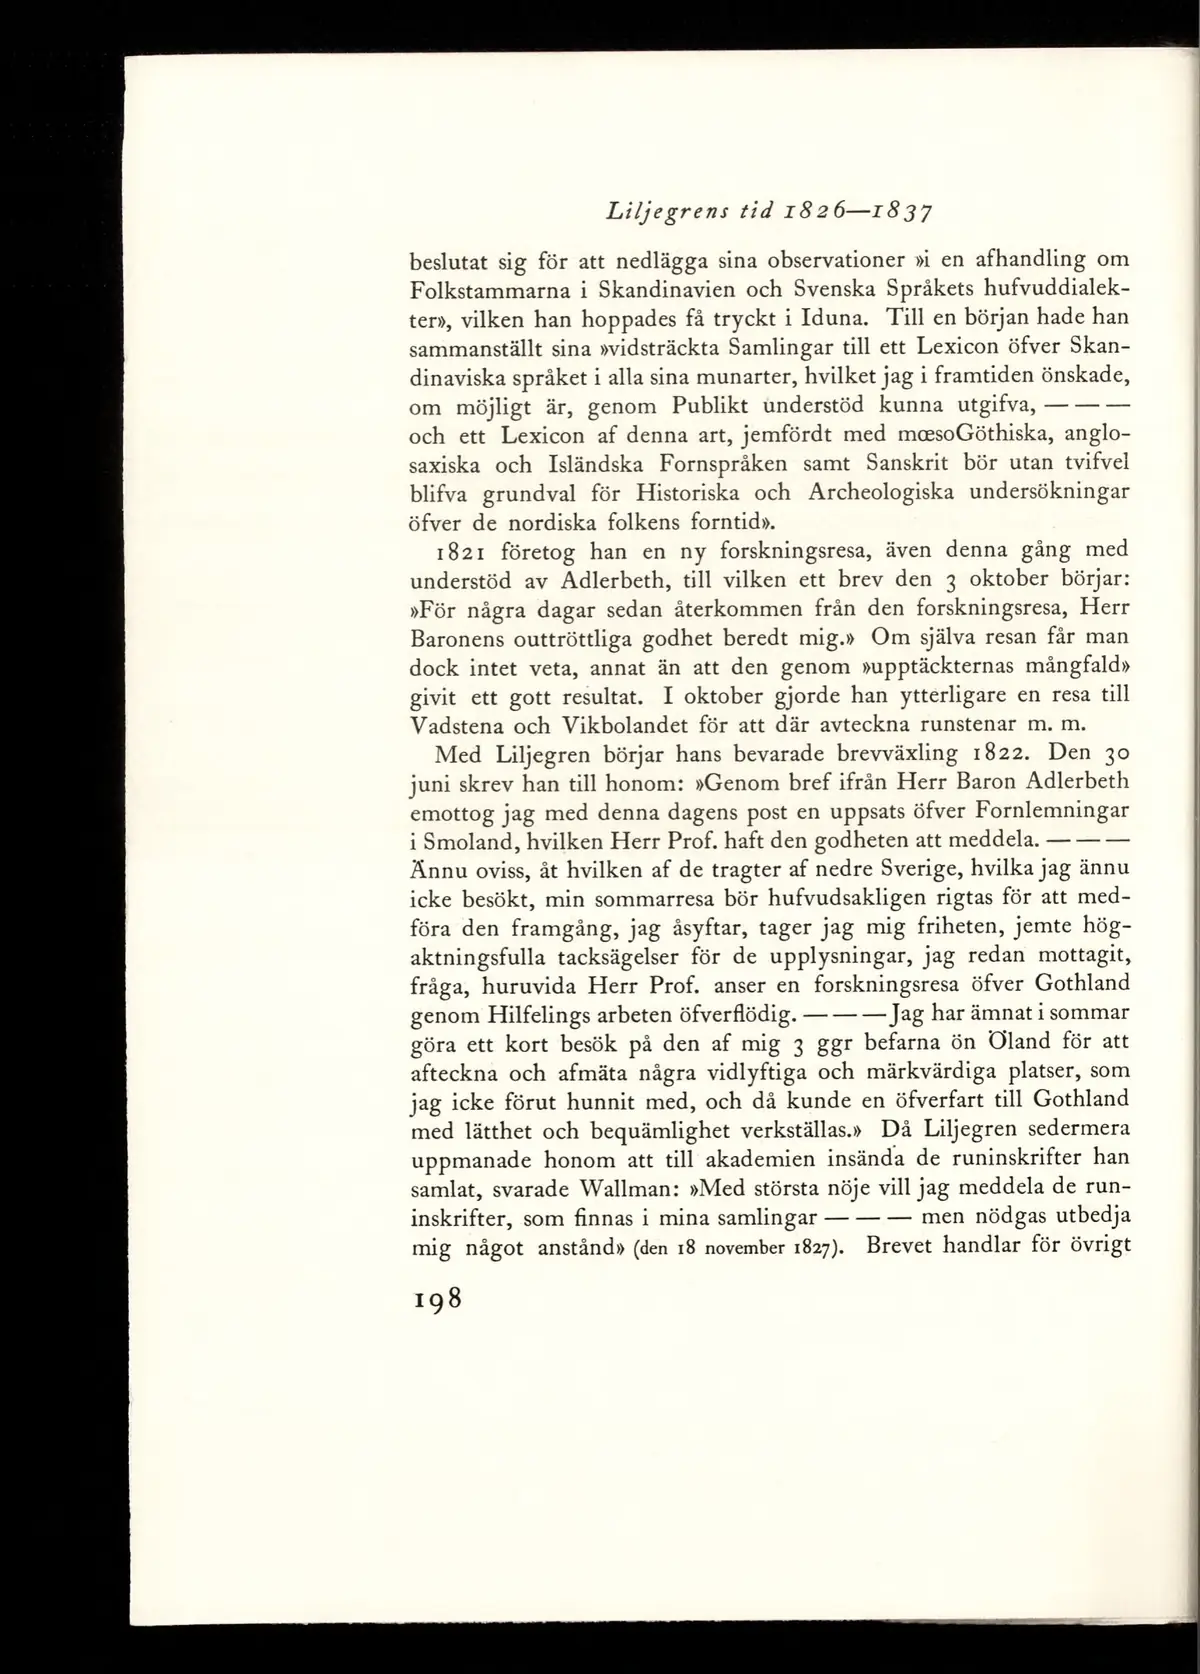 Liljegrens tid 1826—1837
beslutat sig för att nedlägga sina observationer »i en afhandling om
Folkstammarna i Skandinavien och Svenska Språkets hufvuddialek-
ter», vilken han hoppades få tryckt i Iduna. Till en början hade han
sammanställt sina »vidsträckta Samlingar till ett Lexicon öfver Skan-
dinaviska språket i alla sina munarter, hvilket jag i framtiden önskade,
om möjligt är, genom Publikt understöd kunna utgifva, — — —
och ett Lexicon af denna art, jemfördt med mœsoGöthiska, anglo-
saxiska och Isländska Fornspråken samt Sanskrit bör utan tvifvel
blifva grundval för Historiska och Archeologiska undersökningar
öfver de nordiska folkens forntid».
1821 företog han en ny forskningsresa, även denna gång med
understöd av Adlerbeth, till vilken ett brev den 3 oktober börjar:
»För några dagar sedan återkommen från den forskningsresa, Herr
Baronens outtröttliga godhet beredt mig.» Om själva resan får man
dock intet veta, annat än att den genom »upptäckternas mångfald»
givit ett gott resultat. I oktober gjorde han ytterligare en resa till
Vadstena och Vikbolandet för att där avteckna runstenar m. m.
Med Liljegren börjar hans bevarade brevväxling 1822. Den 30
juni skrev han till honom: »Genom bref ifrån Herr Baron Adlerbeth
emottog jag med denna dagens post en uppsats öfver Fornlemningar
i Smoland, hvilken Herr Prof. haft den godheten att meddela. — — —
Ännu oviss, åt hvilken af de tragter af nedre Sverige, hvilka jag ännu
icke besökt, min sommarresa bör hufvudsakligen rigtas för att med-
föra den framgång, jag åsyftar, tager jag mig friheten, jemte hög-
aktningsfulla tacksägelser för de upplysningar, jag redan mottagit,
fråga, huruvida Herr Prof. anser en forskningsresa öfver Gothland
genom Hilfelings arbeten öfverflödig. — — — Jag har ämnat i sommar
göra ett kort besök på den af mig 3 ggr befarna ön Öland för att
afteckna och afmäta några vidlyftiga och märkvärdiga platser, som
jag icke förut hunnit med, och då kunde en öfverfart till Gothland
med lätthet och bequämlighet verkställas.» Då Liljegren sedermera
uppmanade honom att till akademien insända de runinskrifter han
samlat, svarade Wallman: »Med största nöje vill jag meddela de run-
inskrifter, som finnas i mina samlingar — — — men nödgas utbedja
mig något anstånd» (den 18 november 1827). Brevet handlar för övrigt
198